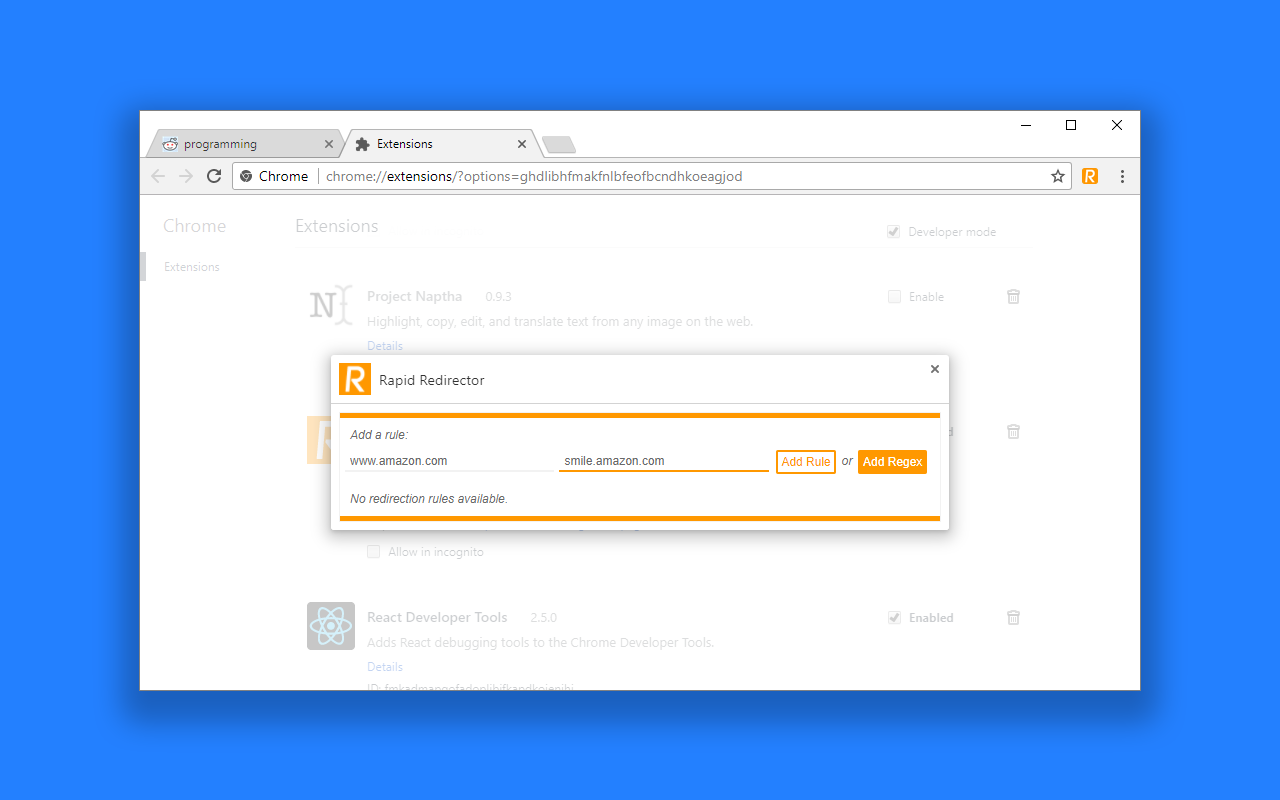 programming
Extensions
Chrome chrome://extensions/?options=ghdlibhfmakfnlbfeofbcndhkoeagjod
Chrome
Extensions
Developer mode
Extensions
Project Naptha 0.9.3
Enable
Highlight, copy, edit, and translate text from any image on the web.
Details
R Rapid Redirector
Add a rule:
www.amazon.com
smile.amazon.com
Add Rule or Add Regex
No redirection rules available.
Allow in incognito
React Developer Tools 2.5.0
Enabled
Adds React debugging tools to the Chrome Developer Tools.
Details